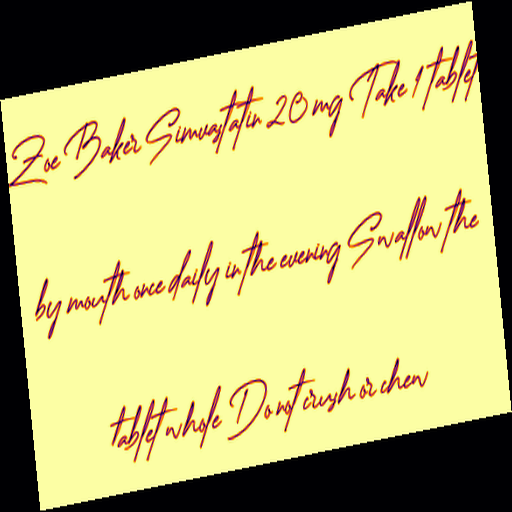 Zoe Baker Simvastatin 20 mg Take 1 tablet
by mouth once daily in the evening Swallow the
tablet whole Do not crush or chew